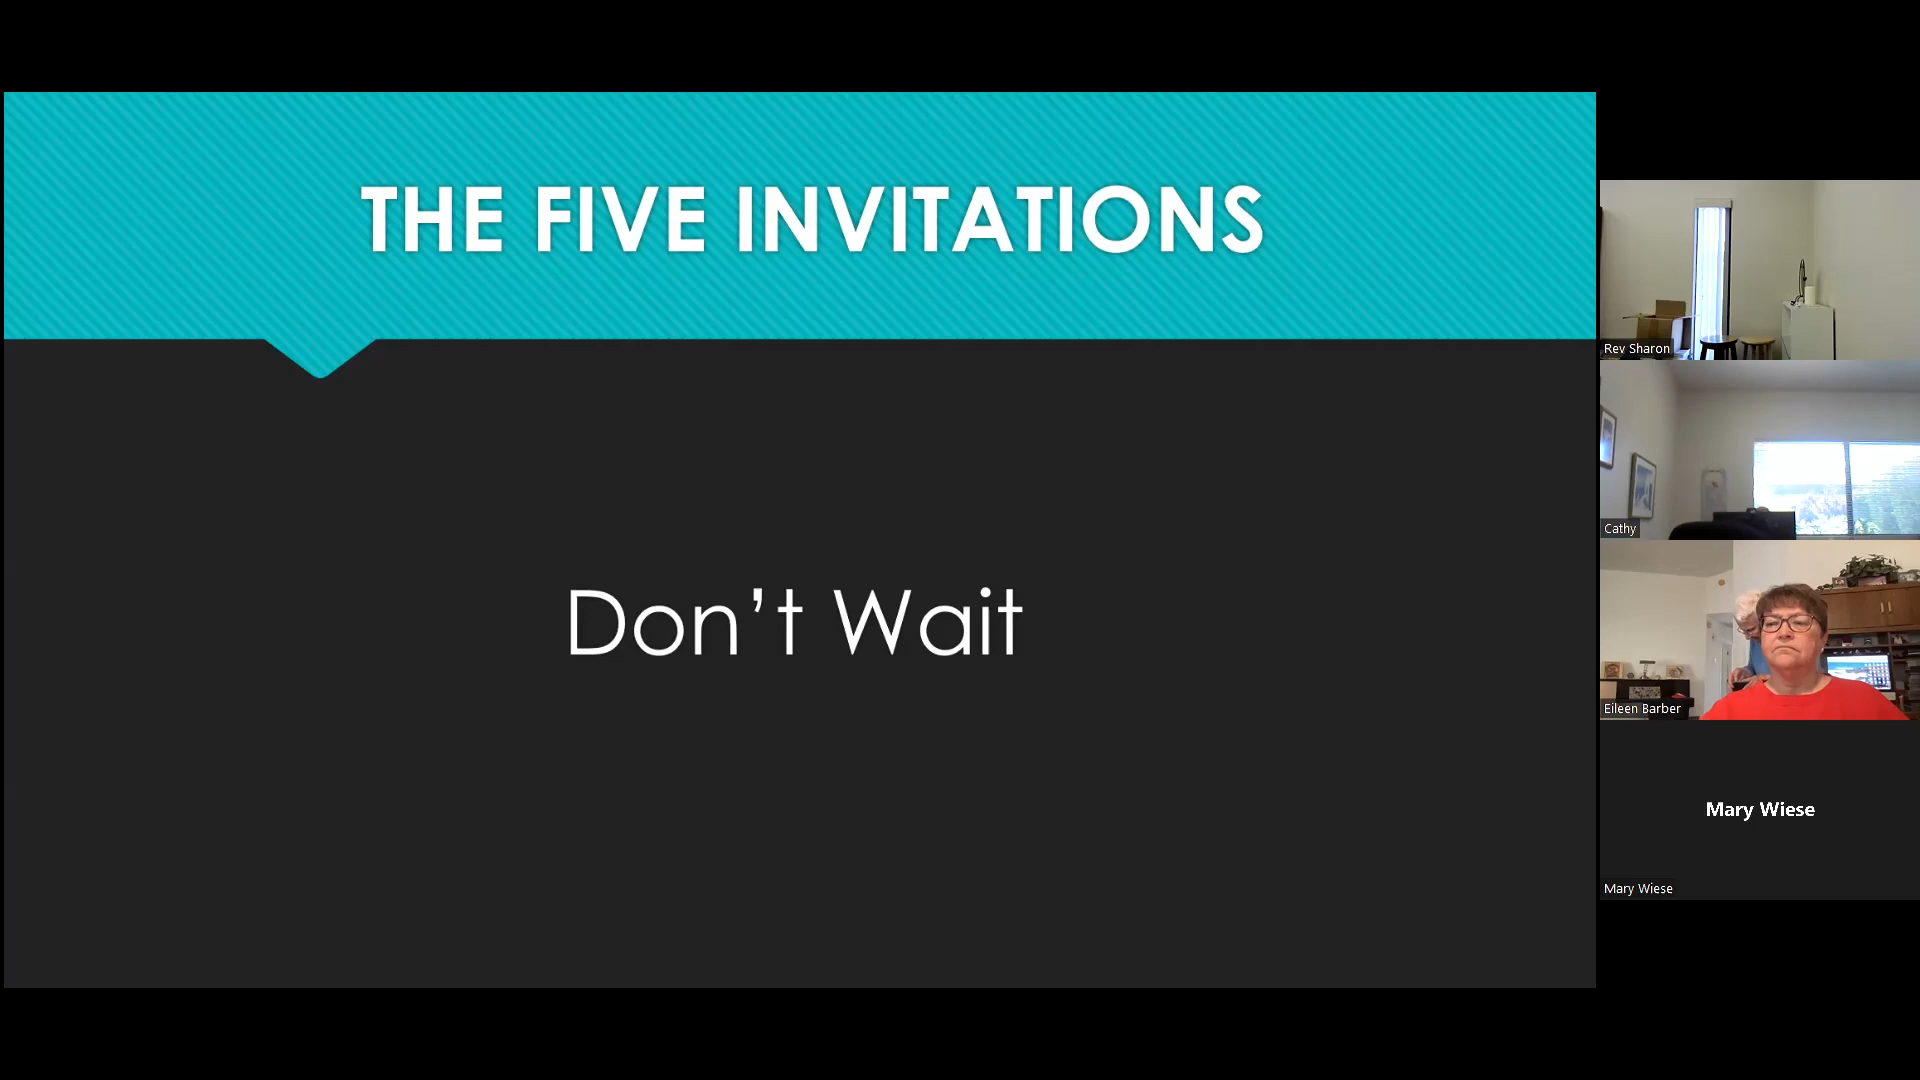 THE FIVE INVITATIONS
Don’t Wait
Rev Sharon
Cathy
Eileen Barber
Mary Wiese
Mary Wiese